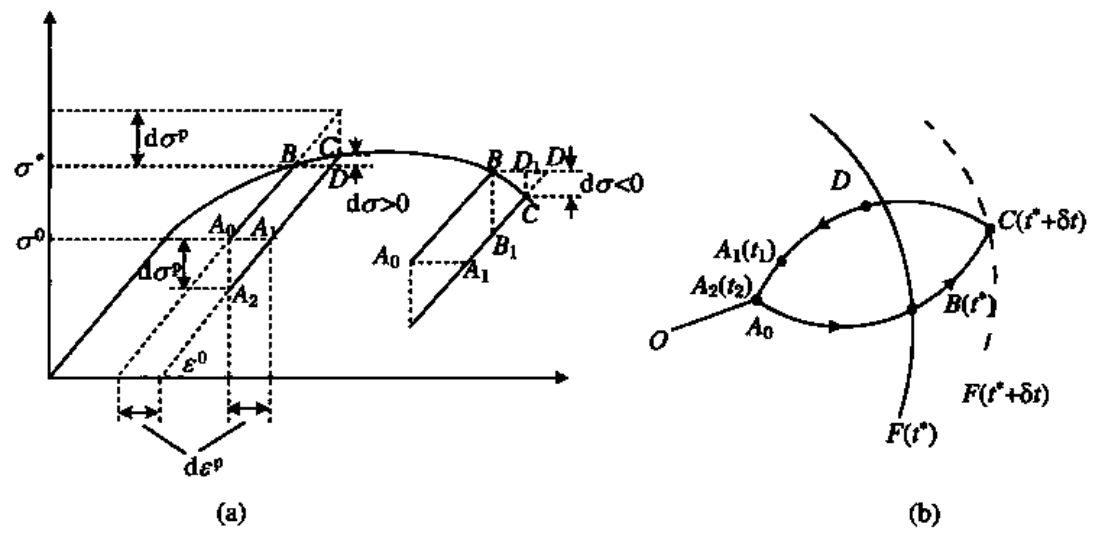 dσᵖ
σ*
B
C
D
dσ>0
B
D₁
D
dσ<0
C
σ⁰
A₀
A₁
dσᵖ
A₂
A₀
B₁
A₁
ε⁰
dεᵖ
(a)
D
C(t*+δt)
A₁(t₁)
A₂(t₂)
A₀
B(t*)
O
F(t*+δt)
F(t*)
(b)